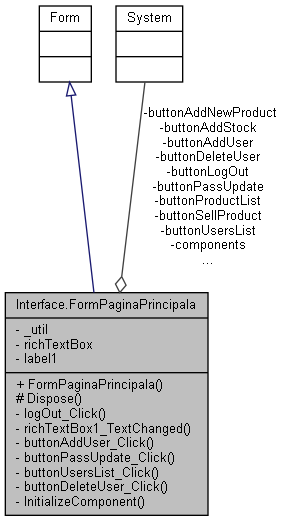 Form
System
-buttonAddNewProduct
-buttonAddStock
-buttonAddUser
-buttonDeleteUser
-buttonLogOut
-buttonPassUpdate
-buttonProductList
-buttonSellProduct
-buttonUsersList
-components
...
Interface.FormPaginaPrincipala
- _util
- richTextBox
- label1
+ FormPaginaPrincipala()
# Dispose()
- logOut_Click()
- richTextBox1_TextChanged()
- buttonAddUser_Click()
- buttonPassUpdate_Click()
- buttonUsersList_Click()
- buttonDeleteUser_Click()
- InitializeComponent()